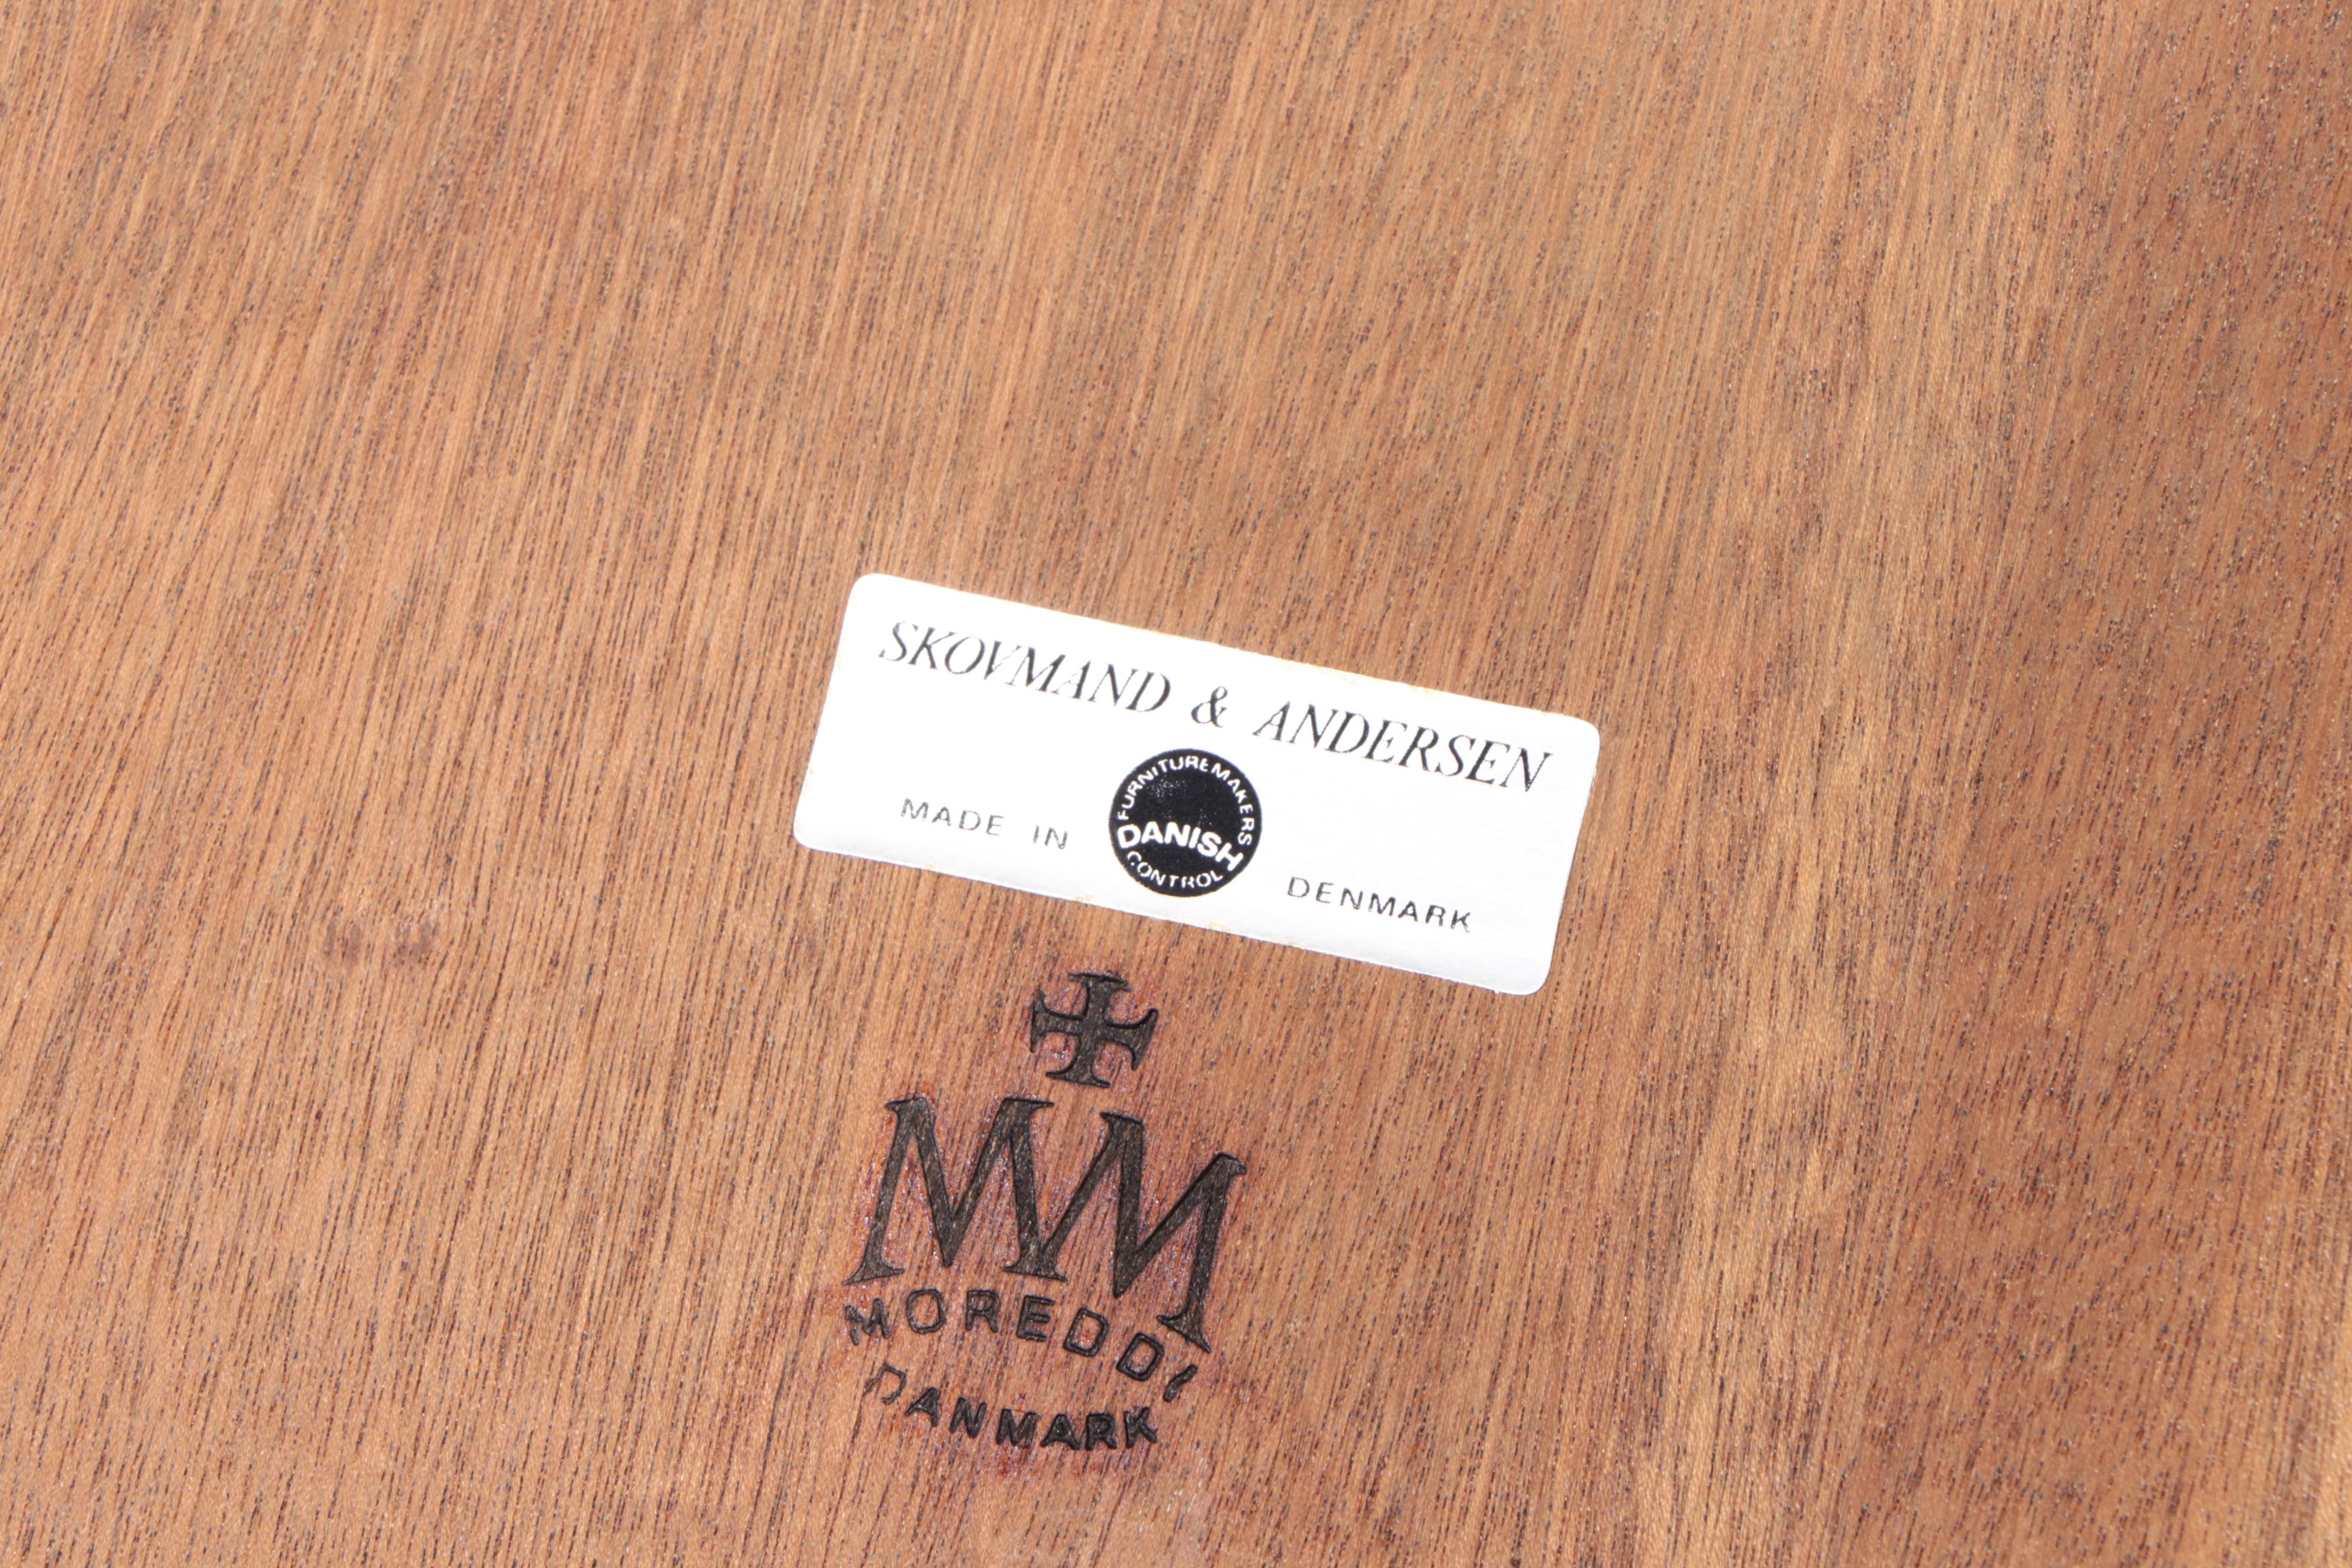 SKOVMAND & ANDERSEN
MADE IN
FURNITUREMAKERS
DANISH
CONTROL
DENMARK
MM
MOREDDI
DANMARK